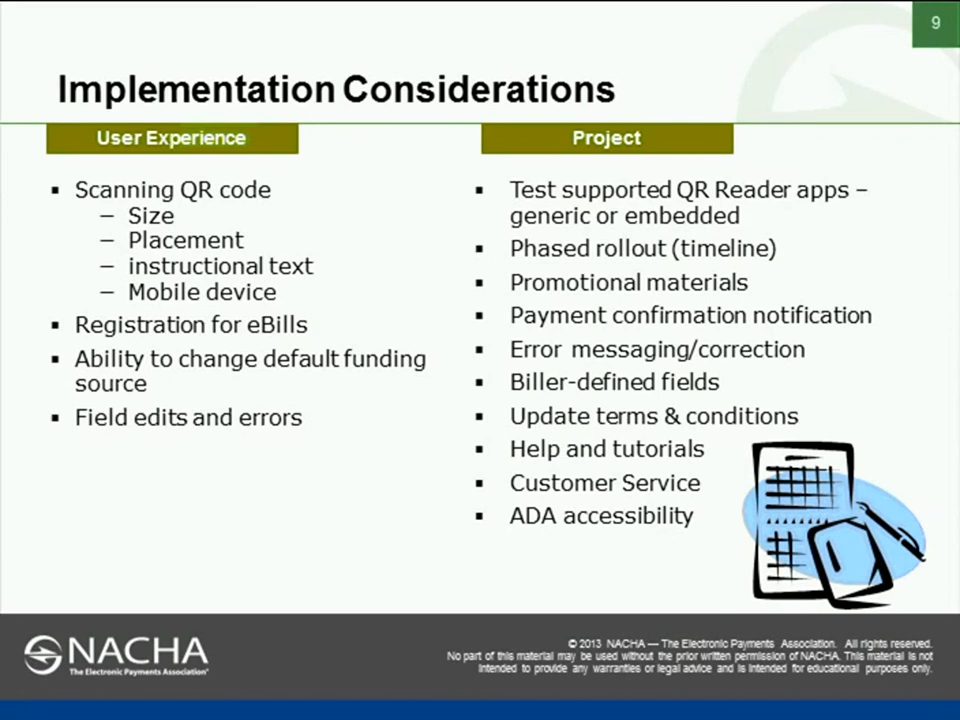 9
Implementation Considerations
User Experience
▪ Scanning QR code
– Size
– Placement
– instructional text
– Mobile device
▪ Registration for eBills
▪ Ability to change default funding
source
▪ Field edits and errors
Project
▪ Test supported QR Reader apps –
generic or embedded
▪ Phased rollout (timeline)
▪ Promotional materials
▪ Payment confirmation notification
▪ Error messaging/correction
▪ Biller-defined fields
▪ Update terms & conditions
▪ Help and tutorials
▪ Customer Service
▪ ADA accessibility
NACHA
The Electronic Payments Association®
© 2013 NACHA — The Electronic Payments Association. All rights reserved.
No part of this material may be used without the prior written permission of NACHA. This material is not
intended to provide any warranties or legal advice and is intended for educational purposes only.